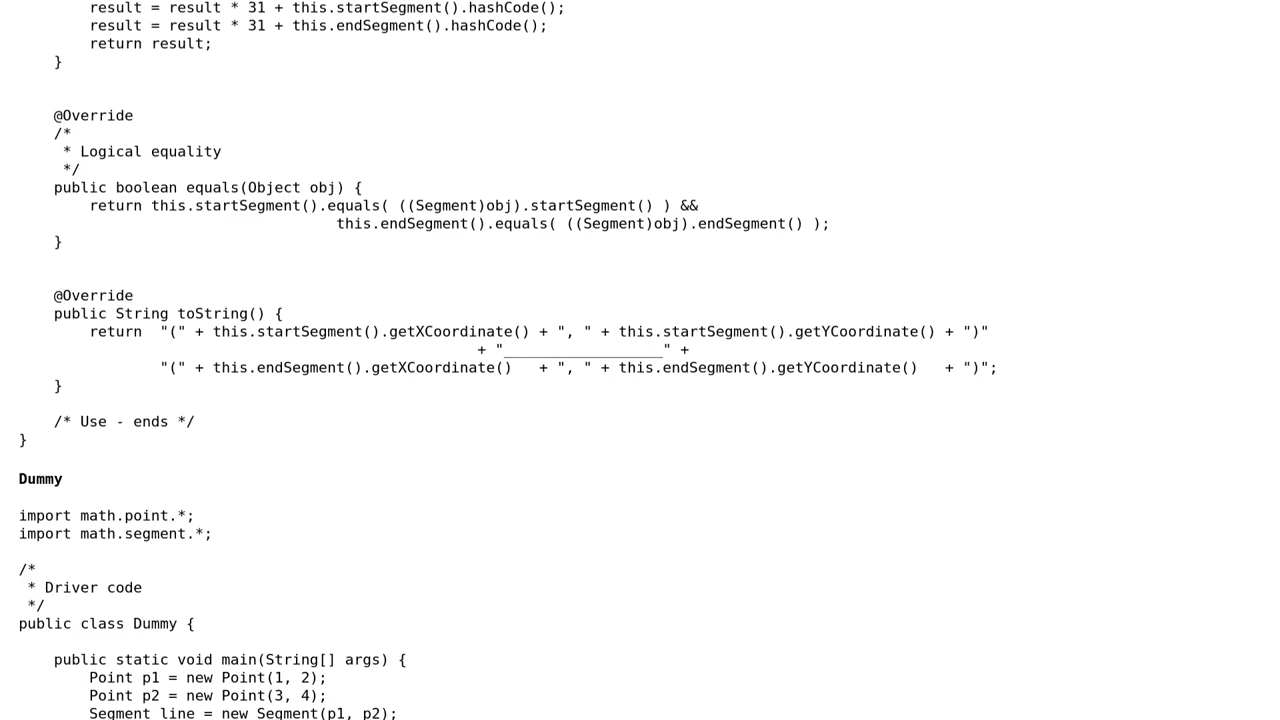 result = result * 31 + this.startSegment().hashCode();
        result = result * 31 + this.endSegment().hashCode();
        return result;
    }

    @Override
    /*
     * Logical equality
     */
    public boolean equals(Object obj) {
        return this.startSegment().equals( ((Segment)obj).startSegment() ) &&
                                    this.endSegment().equals( ((Segment)obj).endSegment() );
    }

    @Override
    public String toString() {
        return  "(" + this.startSegment().getXCoordinate() + ", " + this.startSegment().getYCoordinate() + ")"
                                                    + "__________________" +
                "(" + this.endSegment().getXCoordinate()   + ", " + this.endSegment().getYCoordinate()   + ")";
    }

    /* Use - ends */
}

Dummy

import math.point.*;
import math.segment.*;

/*
 * Driver code
 */
public class Dummy {

    public static void main(String[] args) {
        Point p1 = new Point(1, 2);
        Point p2 = new Point(3, 4);
        Segment line = new Segment(p1, p2);